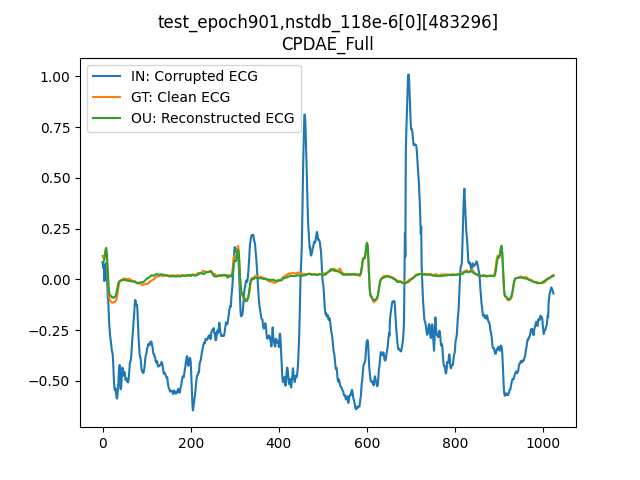 test_epoch901,nstdb_118e-6[0][483296]
CPDAE_Full
IN: Corrupted ECG
GT: Clean ECG
OU: Reconstructed ECG
1.00
0.75
0.50
0.25
0.00
−0.25
−0.50
0 200 400 600 800 1000